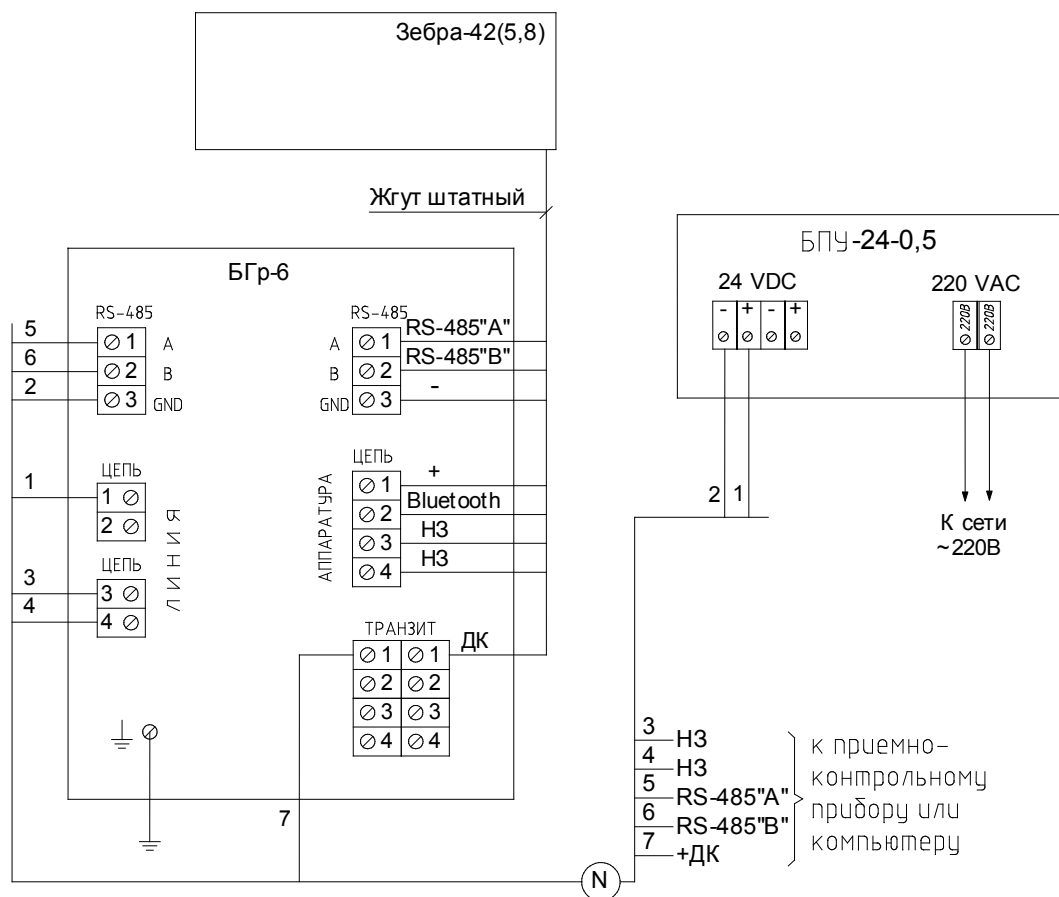 Зебра-42(5,8)
Жгут штатный
БГр-6
RS-485
5
1
A
6
2
B
2
3
GND
RS-485
A
1
RS-485"A"
B
2
RS-485"B"
GND
3
-
ЦЕПЬ
1
1
2
ЦЕПЬ
3
3
4
4
ЛИНИЯ
ЦЕПЬ
АППАРАТУРА
1
+
2
Bluetooth
3
НЗ
4
НЗ
ТРАНЗИТ
1 1
ДК
2 2
3 3
4 4
7
N
БПУ-24-0,5
24 VDC
- + - +
220 VAC
220В
220В
2 1
К сети
~220В
3
НЗ
4
НЗ
5
RS-485"A"
6
RS-485"B"
7
+ДК
к приемно-
контрольному
прибору или
компьютеру